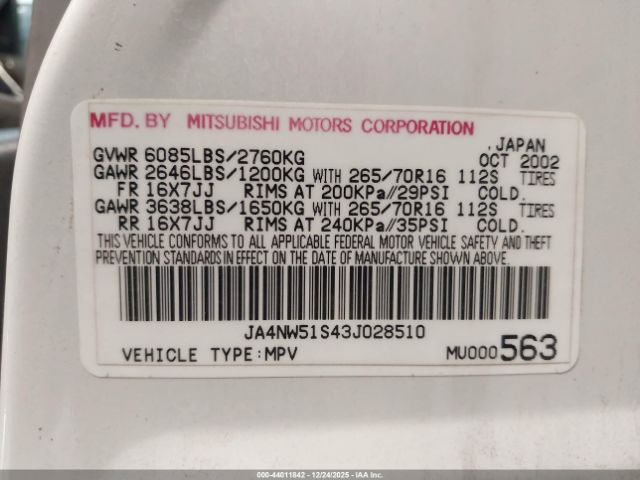 MFD. BY MITSUBISHI MOTORS CORPORATION
, JAPAN
GVWR 6085LBS/2760KG OCT 2002
GAWR 2646LBS/1200KG WITH 265/70R16 112S TIRES
FR 16X7JJ RIMS AT 200KPa//29PSI COLD.
GAWR 3638LBS/1650KG WITH 265/70R16 112S TIRES
RR 16X7JJ RIMS AT 240KPa//35PSI COLD.
THIS VEHICLE CONFORMS TO ALL APPLICABLE FEDERAL MOTOR VEHICLE SAFETY AND THEFT
PREVENTION STANDARDS IN EFFECT ON THE DATE OF MANUFACTURE SHOWN ABOVE.
JA4NW51S43J028510
VEHICLE TYPE:MPV MU000563
000-44011842 - 12/24/2025 - IAAI - Copart Inc.